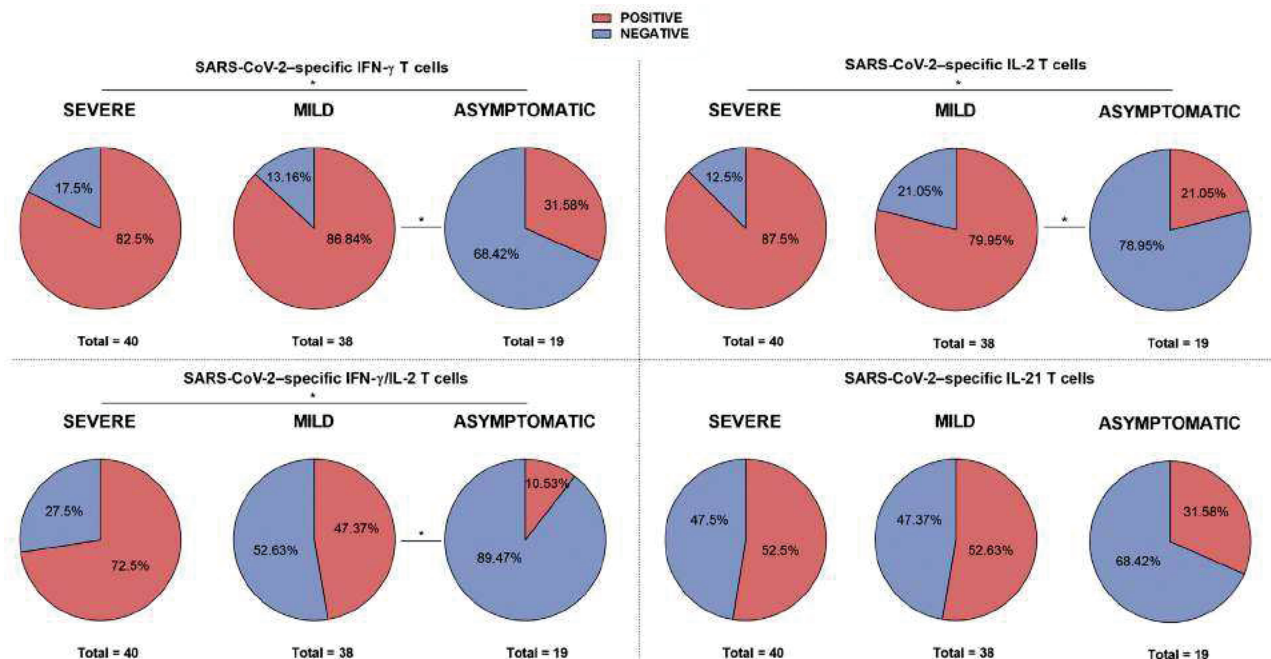 POSITIVE
NEGATIVE
SARS-CoV-2–specific IFN-γ T cells
*
SEVERE MILD ASYMPTOMATIC
17.5% 82.5%
13.16% 86.84%
*
31.58% 68.42%
Total = 40 Total = 38 Total = 19
SARS-CoV-2–specific IL-2 T cells
*
SEVERE MILD ASYMPTOMATIC
12.5% 87.5%
21.05% 79.95%
*
21.05% 78.95%
Total = 40 Total = 38 Total = 19
SARS-CoV-2–specific IFN-γ/IL-2 T cells
*
SEVERE MILD ASYMPTOMATIC
27.5% 72.5%
52.63% 47.37%
*
10.53% 89.47%
Total = 40 Total = 38 Total = 19
SARS-CoV-2–specific IL-21 T cells
SEVERE MILD ASYMPTOMATIC
47.5% 52.5%
47.37% 52.63%
31.58% 68.42%
Total = 40 Total = 38 Total = 19